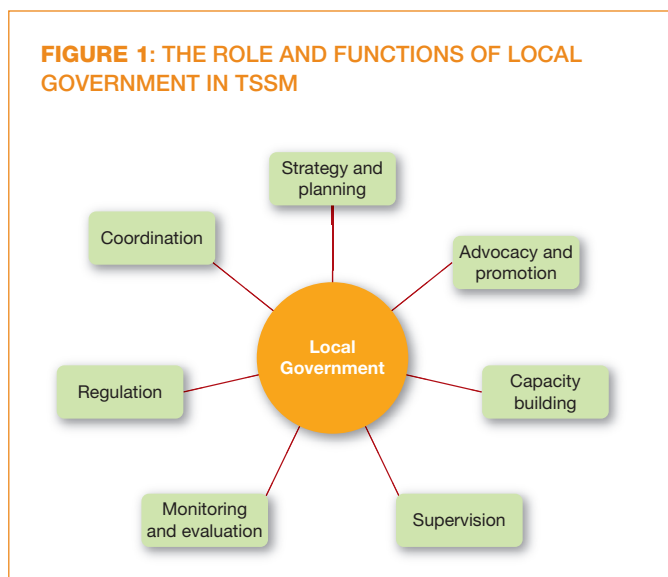 FIGURE 1: THE ROLE AND FUNCTIONS OF LOCAL
GOVERNMENT IN TSSM
Strategy and
planning
Coordination
Advocacy and
promotion
Local
Government
Regulation
Capacity
building
Monitoring
and evaluation
Supervision